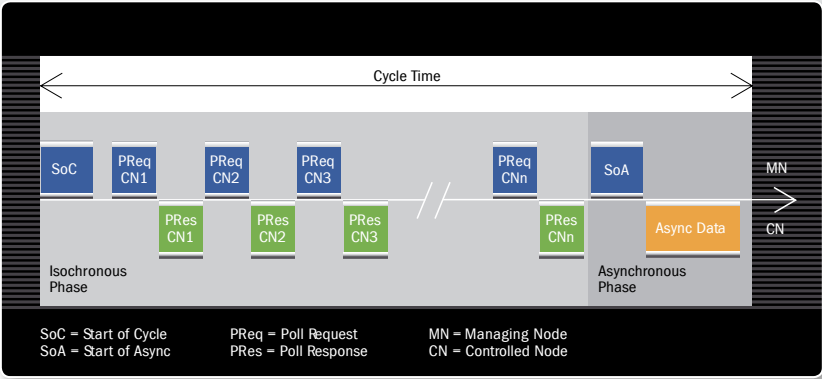 Cycle Time
SoC
PReq
CN1
PReq
CN2
PReq
CN3
PReq
CNn
SoA
MN
PRes
CN1
PRes
CN2
PRes
CN3
PRes
CNn
Async Data
CN
Isochronous
Phase
Asynchronous
Phase
SoC = Start of Cycle
SoA = Start of Async
PReq = Poll Request
PRes = Poll Response
MN = Managing Node
CN = Controlled Node